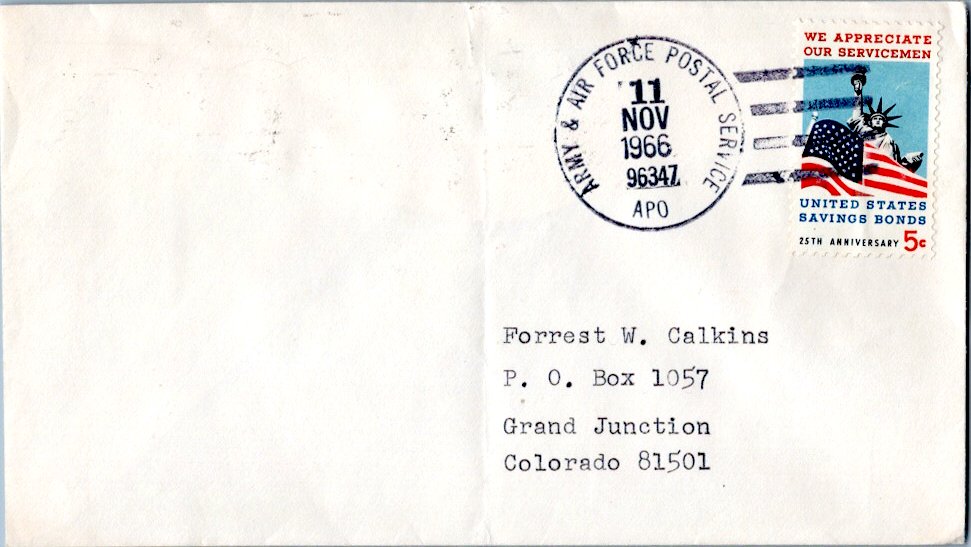 ARMY & AIR FORCE POSTAL SERVICE
11
NOV
1966
96347
APO
WE APPRECIATE
OUR SERVICEMEN
UNITED STATES
SAVINGS BONDS
25TH ANNIVERSARY 5c
Forrest W. Calkins
P. O. Box 1057
Grand Junction
Colorado 81501